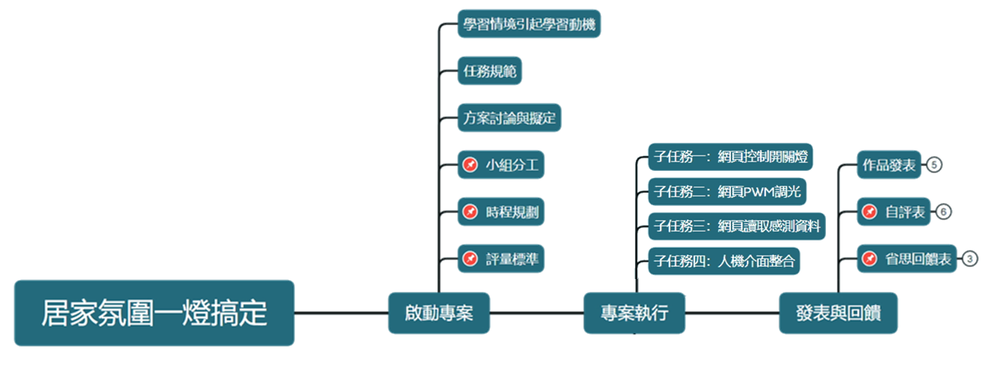 居家氛圍一燈搞定
啟動專案
學習情境引起學習動機
任務規範
方案討論與擬定
小組分工
時程規劃
評量標準
專案執行
子任務一：網頁控制開關燈
子任務二：網頁PWM調光
子任務三：網頁讀取感測資料
子任務四：人機介面整合
發表與回饋
作品發表 5
自評表 6
省思回饋表 3